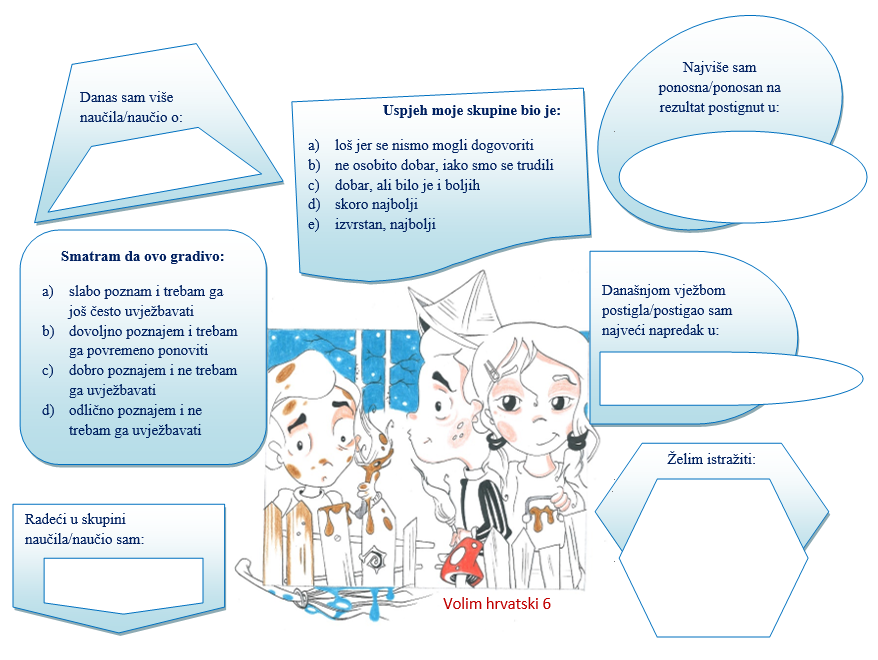 Danas sam više
naučila/naučio o:
Uspjeh moje skupine bio je:
a) loš jer se nismo mogli dogovoriti
b) ne osobito dobar, iako smo se trudili
c) dobar, ali bilo je i boljih
d) skoro najbolji
e) izvrstan, najbolji
Najviše sam
ponosna/ponosan na
rezultat postignut u:
Smatram da ovo gradivo:
a) slabo poznam i trebam ga
još često uvježbavati
b) dovoljno poznajem i trebam
ga povremeno ponoviti
c) dobro poznajem i ne trebam
ga uvježbavati
d) odlično poznajem i ne
trebam ga uvježbavati
Današnjom vježbom
postigla/postigao sam
najveći napredak u:
Radeći u skupini
naučila/naučio sam:
Želim istražiti:
Volim hrvatski 6